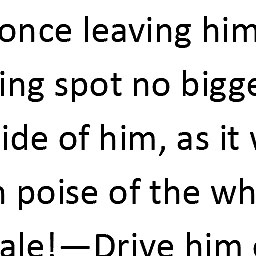 once leaving him
ing spot no bigge
ide of him, as it
poise of the wh
ale!—Drive him